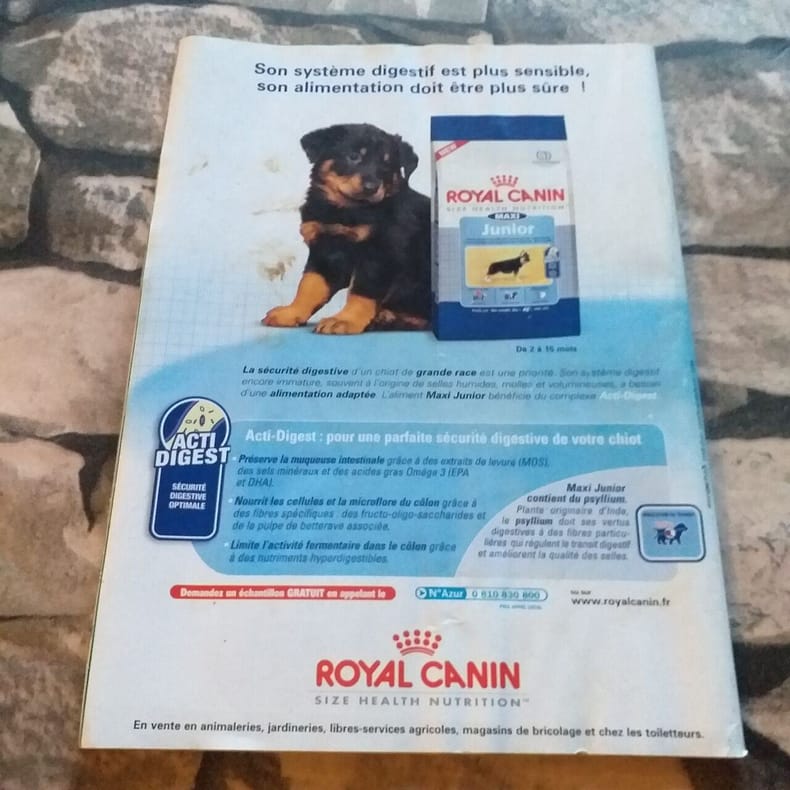 Son système digestif est plus sensible,
son alimentation doit être plus sûre !
NEW
ROYAL CANIN
SIZE HEALTH NUTRITION
MAXI
Junior
De 2 à 15 mois
La sécurité digestive d'un chiot de grande race est une priorité. Son système digestif
encore immature, souvent à l'origine de selles humides, molles et volumineuses, a besoin
d'une alimentation adaptée. L'aliment Maxi Junior bénéficie du complexe Acti-Digest
ACTI
DIGEST
SÉCURITÉ
DIGESTIVE
OPTIMALE
Acti-Digest : pour une parfaite sécurité digestive de votre chiot
• Préserve la muqueuse intestinale grâce à des extraits de levure (MOS),
des sels minéraux et des acides gras Oméga 3 (EPA
et DHA).
• Nourrit les cellules et la microflore du côlon grâce à
des fibres spécifiques : des fructo-oligo-saccharides et
de la pulpe de betterave associée.
• Limite l'activité fermentaire dans le côlon grâce
à des nutriments hyperdigestibles.
Maxi Junior
contient du psyllium.
Plante originaire d'Inde,
le psyllium doit ses vertus
digestives à des fibres particu-
lières qui régulent le transit digestif
et améliorent la qualité des selles.
Demandez un échantillon GRATUIT en appelant le
N°Azur 0 810 830 800
PRIX APPEL LOCAL
ou sur
www.royalcanin.fr
ROYAL CANIN
SIZE HEALTH NUTRITION™
En vente en animaleries, jardineries, libres-services agricoles, magasins de bricolage et chez les toiletteurs.